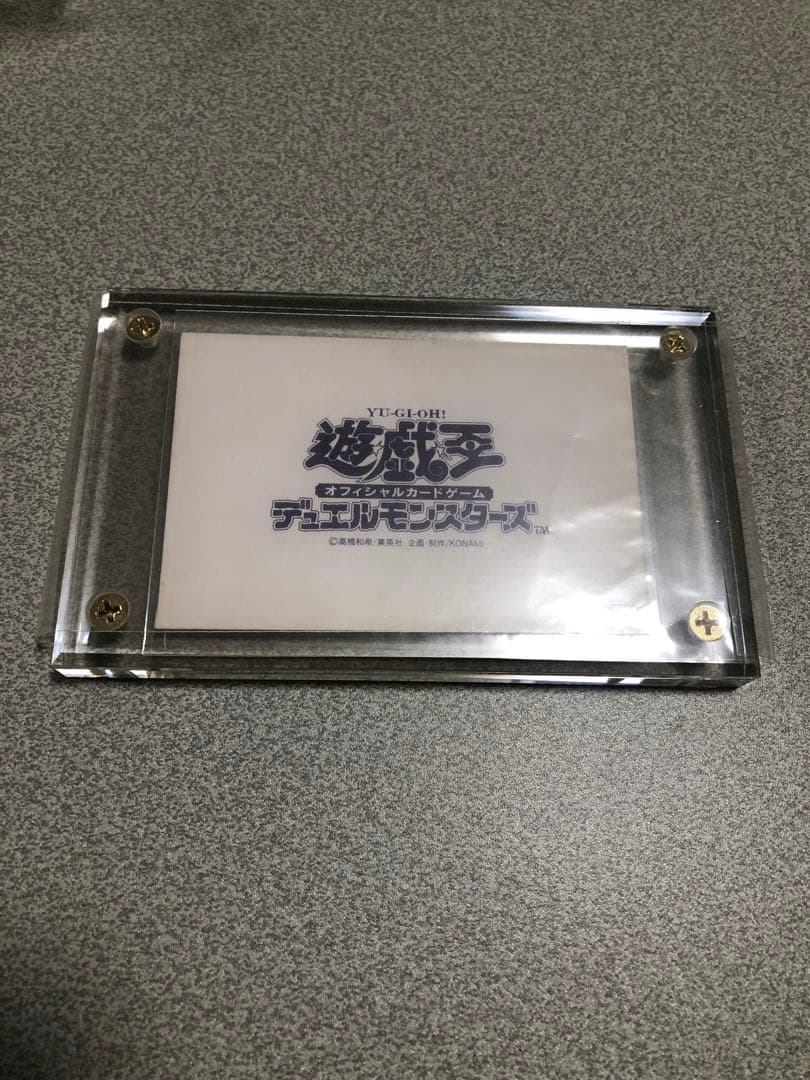 YU-GI-OH!
遊☆戯☆王
オフィシャルカードゲーム
デュエルモンスターズ™
©高橋和希/集英社 企画・制作/KONAMI